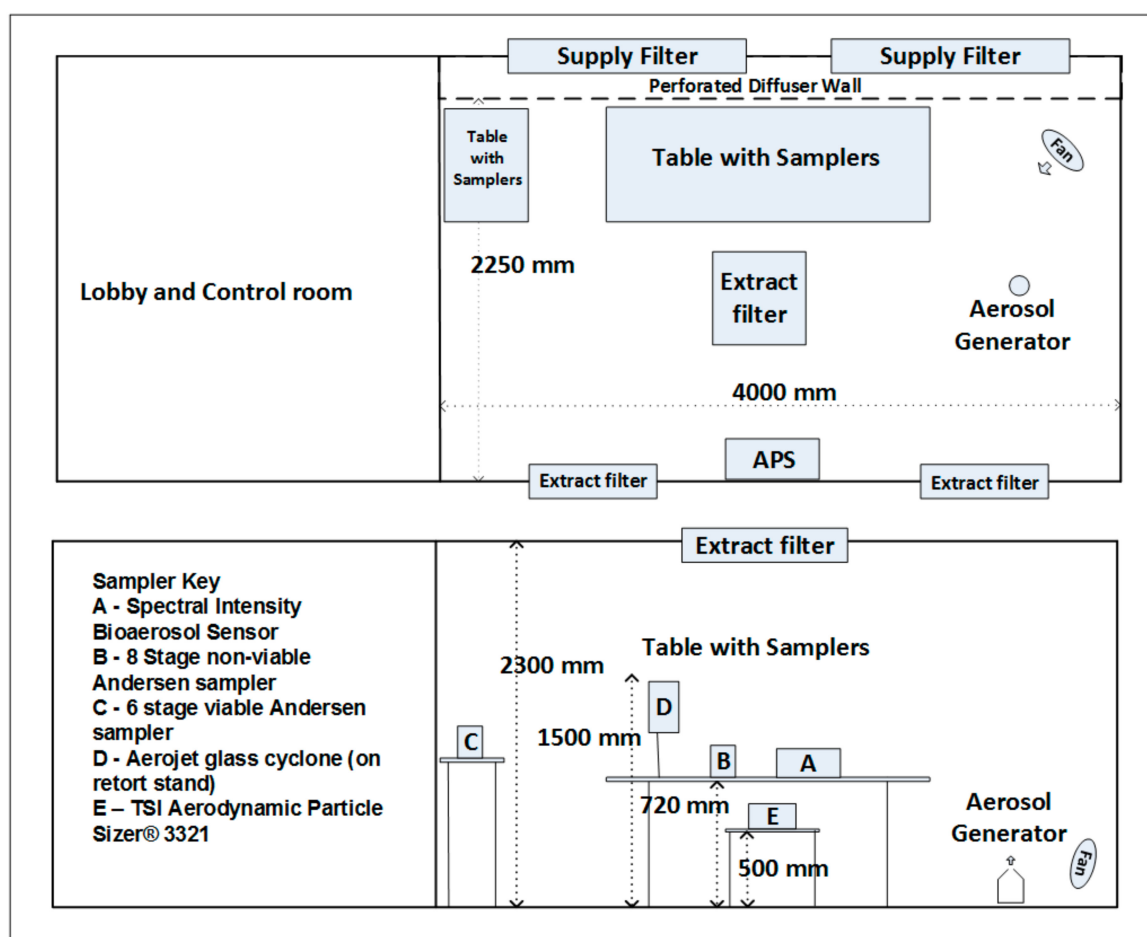 Supply Filter
Supply Filter
Perforated Diffuser Wall
Table
with
Samplers
Table with Samplers
Fan
2250 mm
Lobby and Control room
Extract
filter
Aerosol
Generator
4000 mm
APS
Extract filter
Extract filter
Extract filter
Sampler Key
A - Spectral Intensity
Bioaerosol Sensor
B - 8 Stage non-viable
Andersen sampler
C - 6 stage viable Andersen
sampler
D - Aerojet glass cyclone (on
retort stand)
E – TSI Aerodynamic Particle
Sizer® 3321
Table with Samplers
2300 mm
D
1500 mm
C
B
A
720 mm
E
Aerosol
Generator
Fan
500 mm